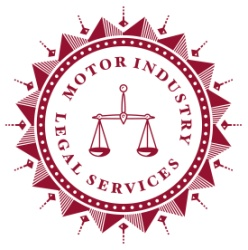 MOTOR INDUSTRY
LEGAL SERVICES